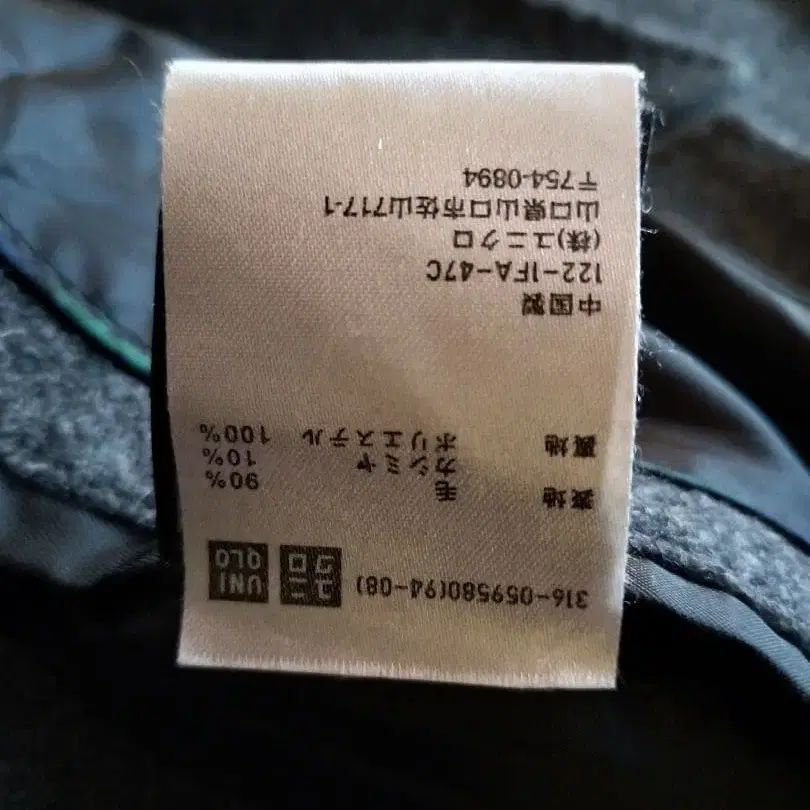 316-059580(94-08)
ユニクロ
UNIQLO
表地 毛 90%
カシミヤ 10%
裏地 ポリエステル 100%
中国製
122-1FA-47C
(株)ユニクロ
山口県山口市佐山717-1
〒754-0894